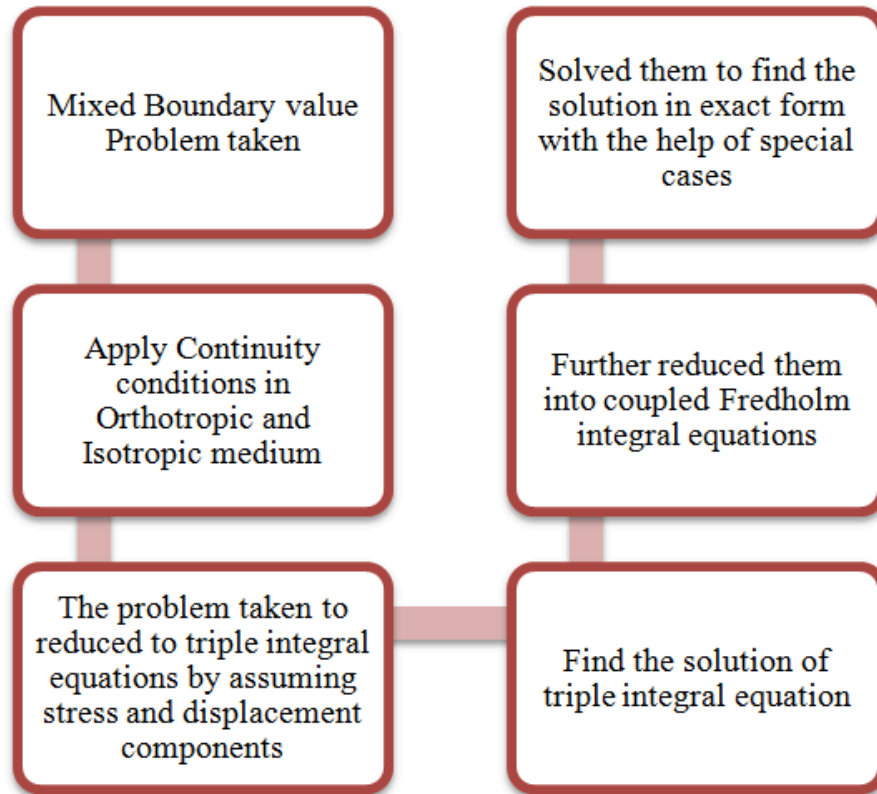 Mixed Boundary value
Problem taken
Apply Continuity
conditions in
Orthotropic and
Isotropic medium
The problem taken to
reduced to triple integral
equations by assuming
stress and displacement
components
Find the solution of
triple integral equation
Further reduced them
into coupled Fredholm
integral equations
Solved them to find the
solution in exact form
with the help of special
cases